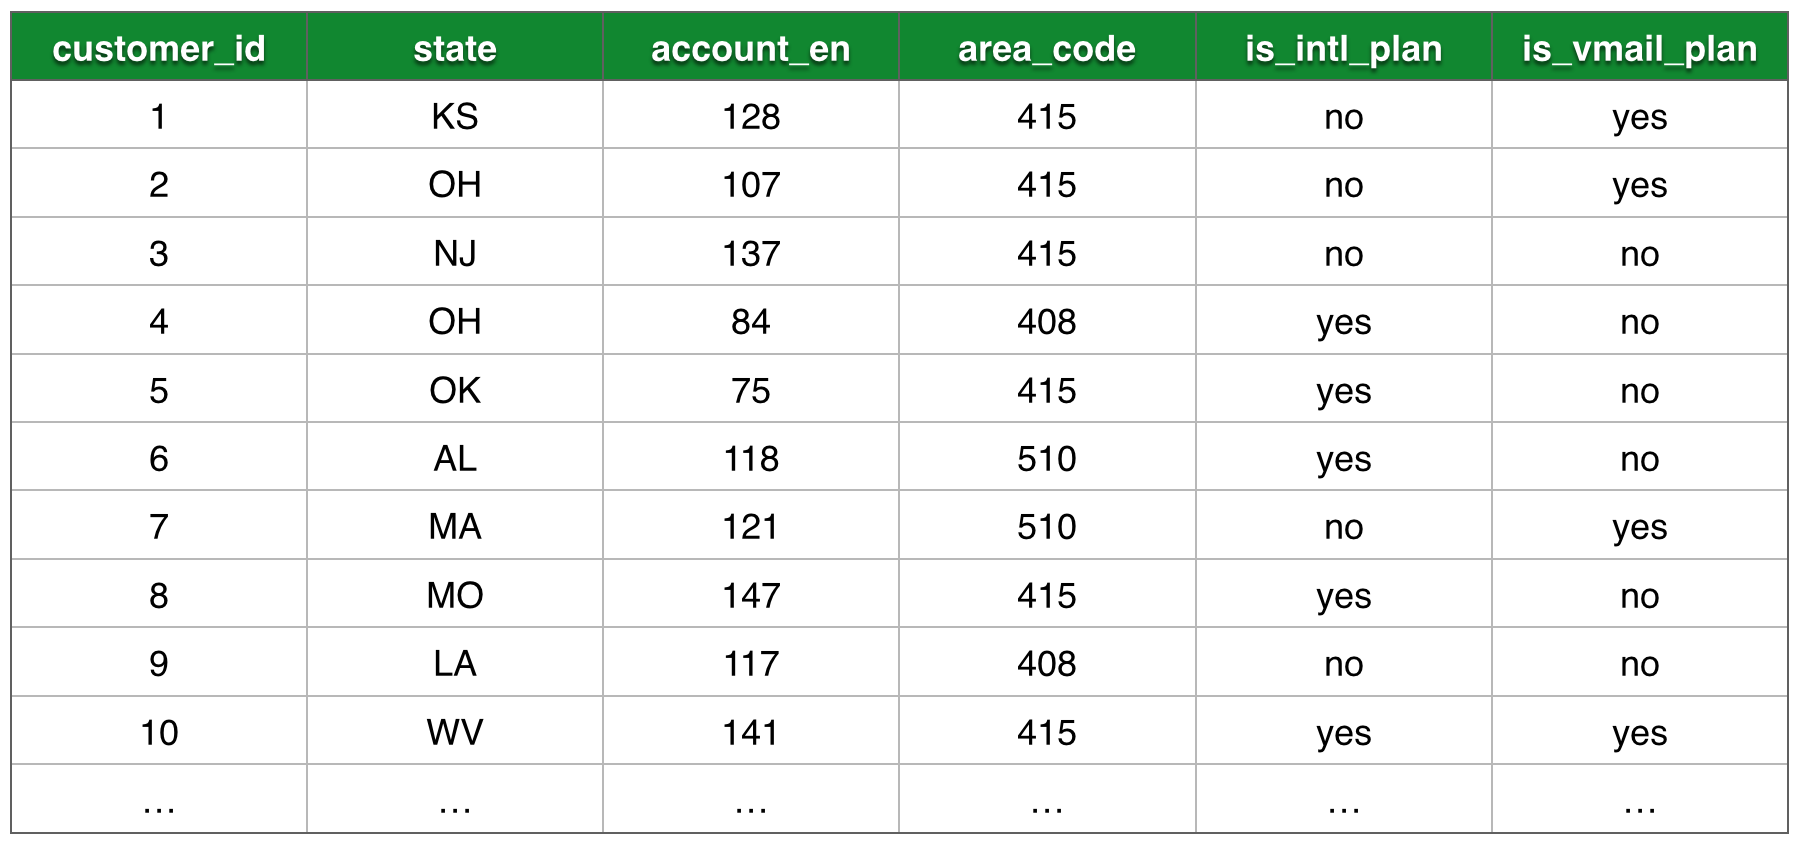 customer_id state account_en area_code is_intl_plan is_vmail_plan
1 KS 128 415 no yes
2 OH 107 415 no yes
3 NJ 137 415 no no
4 OH 84 408 yes no
5 OK 75 415 yes no
6 AL 118 510 yes no
7 MA 121 510 no yes
8 MO 147 415 yes no
9 LA 117 408 no no
10 WV 141 415 yes yes
… … … … … …